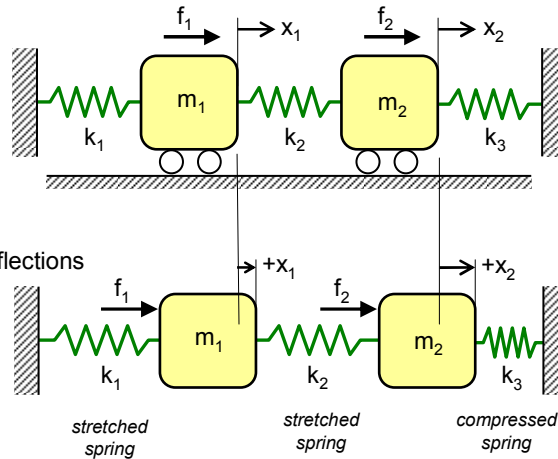 f₁ x₁ f₂ x₂
m₁ m₂
k₁ k₂ k₃
flections
+x₁ +x₂
f₁ f₂
m₁ m₂
k₁ k₂ k₃
stretched stretched compressed
spring spring spring